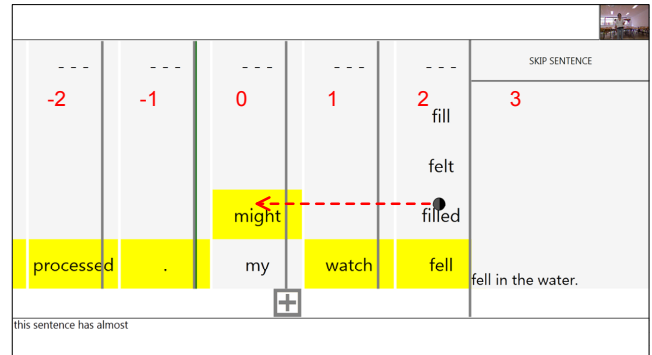 --- --- --- --- --- SKIP SENTENCE
-2 -1 0 1 2 3
fill
felt
might filled
processed . my watch fell fell in the water.
this sentence has almost